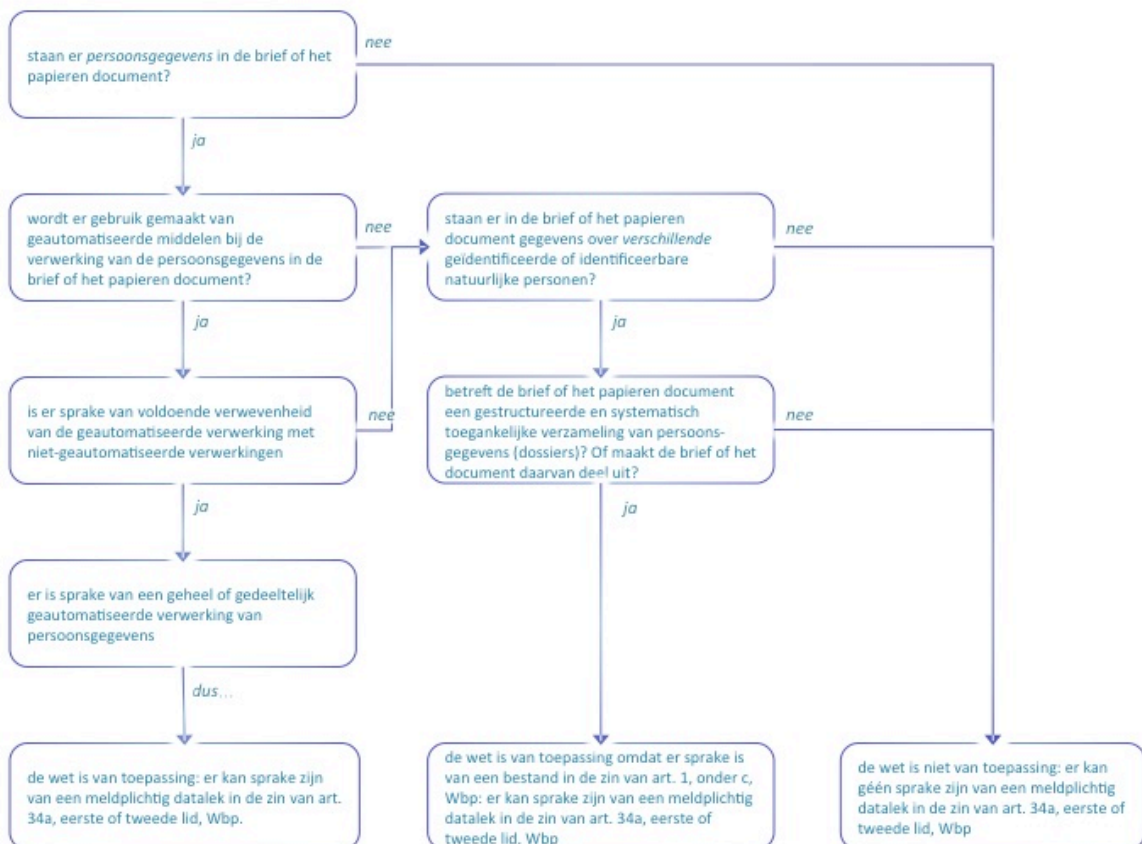 staan er persoonsgegevens in de brief of het
papieren document?
nee
ja
wordt er gebruik gemaakt van
geautomatiseerde middelen bij de
verwerking van de persoonsgegevens in de
brief of het papieren document?
nee
staan er in de brief of het papieren
document gegevens over verschillende
geïdentificeerde of identificeerbare
natuurlijke personen?
nee
ja
ja
is er sprake van voldoende verwevenheid
van de geautomatiseerde verwerking met
niet-geautomatiseerde verwerkingen
nee
betreft de brief of het papieren document
een gestructureerde en systematisch
toegankelijke verzameling van persoons-
gegevens (dossiers)? Of maakt de brief of het
document daarvan deel uit?
nee
ja
ja
er is sprake van een geheel of gedeeltelijk
geautomatiseerde verwerking van
persoonsgegevens
dus...
de wet is van toepassing: er kan sprake zijn
van een meldplichtig datalek in de zin van art.
34a, eerste of tweede lid, Wbp.
de wet is van toepassing omdat er sprake is
van een bestand in de zin van art. 1, onder c,
Wbp: er kan sprake zijn van een meldplichtig
datalek in de zin van art. 34a, eerste of
tweede lid, Wbp
de wet is niet van toepassing: er kan
géén sprake zijn van een meldplichtig
datalek in de zin van art. 34a, eerste of
tweede lid, Wbp